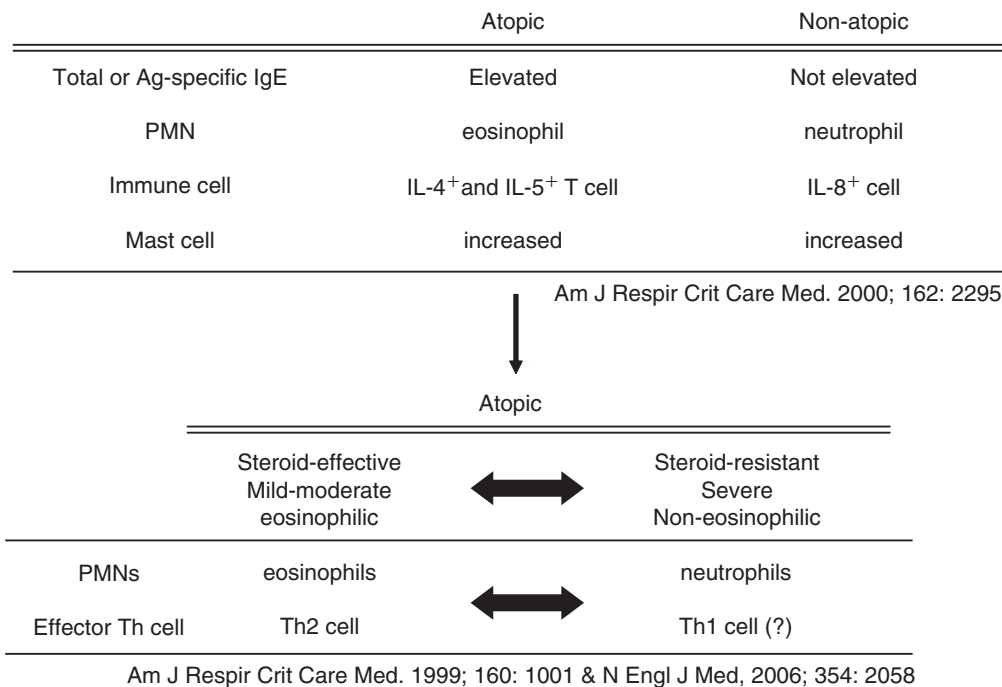 Atopic Non-atopic
Total or Ag-specific IgE Elevated Not elevated
PMN eosinophil neutrophil
Immune cell IL-4⁺and IL-5⁺ T cell IL-8⁺ cell
Mast cell increased increased
Am J Respir Crit Care Med. 2000; 162: 2295
Atopic
Steroid-effective Steroid-resistant
Mild-moderate Severe
eosinophilic Non-eosinophilic
PMNs eosinophils neutrophils
Effector Th cell Th2 cell Th1 cell (?)
Am J Respir Crit Care Med. 1999; 160: 1001 & N Engl J Med, 2006; 354: 2058